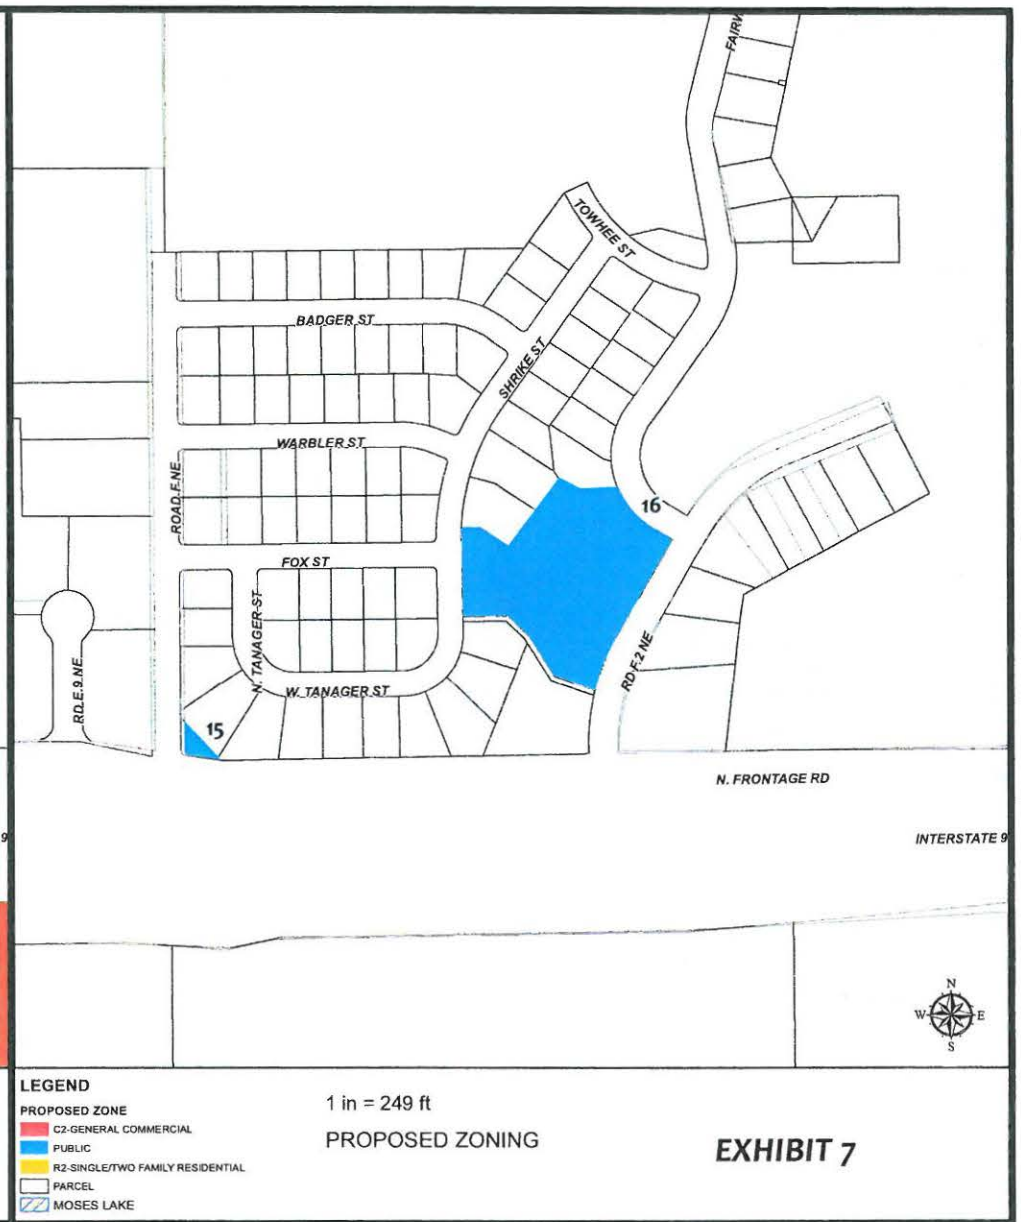 FAIRW
TOWHEE ST
BADGER ST
SHRIKE ST
WARBLER ST
ROAD F NE
16
FOX ST
N. TANAGER ST
RD E.9 NE
RD F.2 NE
W. TANAGER ST
15
N. FRONTAGE RD
9
INTERSTATE 9
N
W E
S
LEGEND
PROPOSED ZONE
C2-GENERAL COMMERCIAL
PUBLIC
R2-SINGLE/TWO FAMILY RESIDENTIAL
PARCEL
MOSES LAKE
1 in = 249 ft
PROPOSED ZONING
EXHIBIT 7